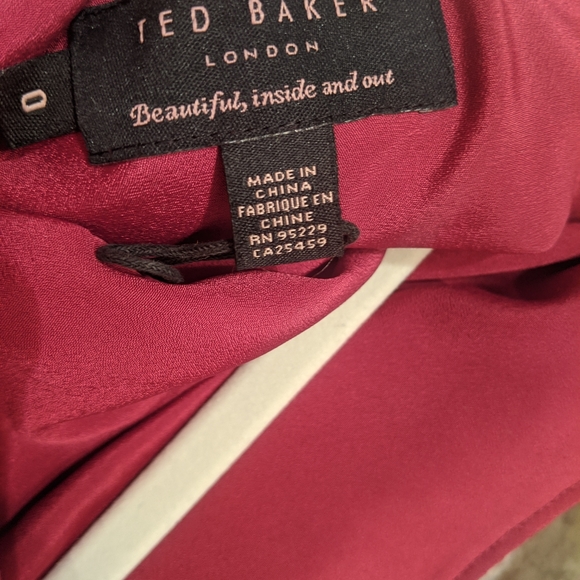 TED BAKER
LONDON
Beautiful, inside and out
0
MADE IN
CHINA
FABRIQUE EN
CHINE
RN 95229
CA25459